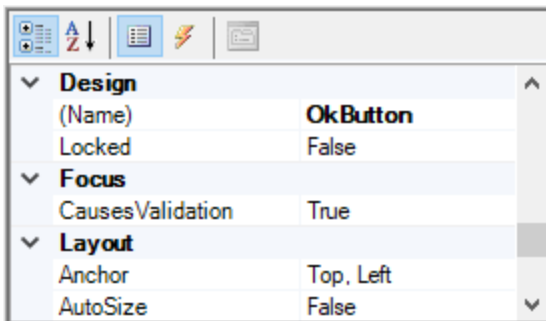 A
Z
Design
(Name) OkButton
Locked False
Focus
CausesValidation True
Layout
Anchor Top, Left
AutoSize False